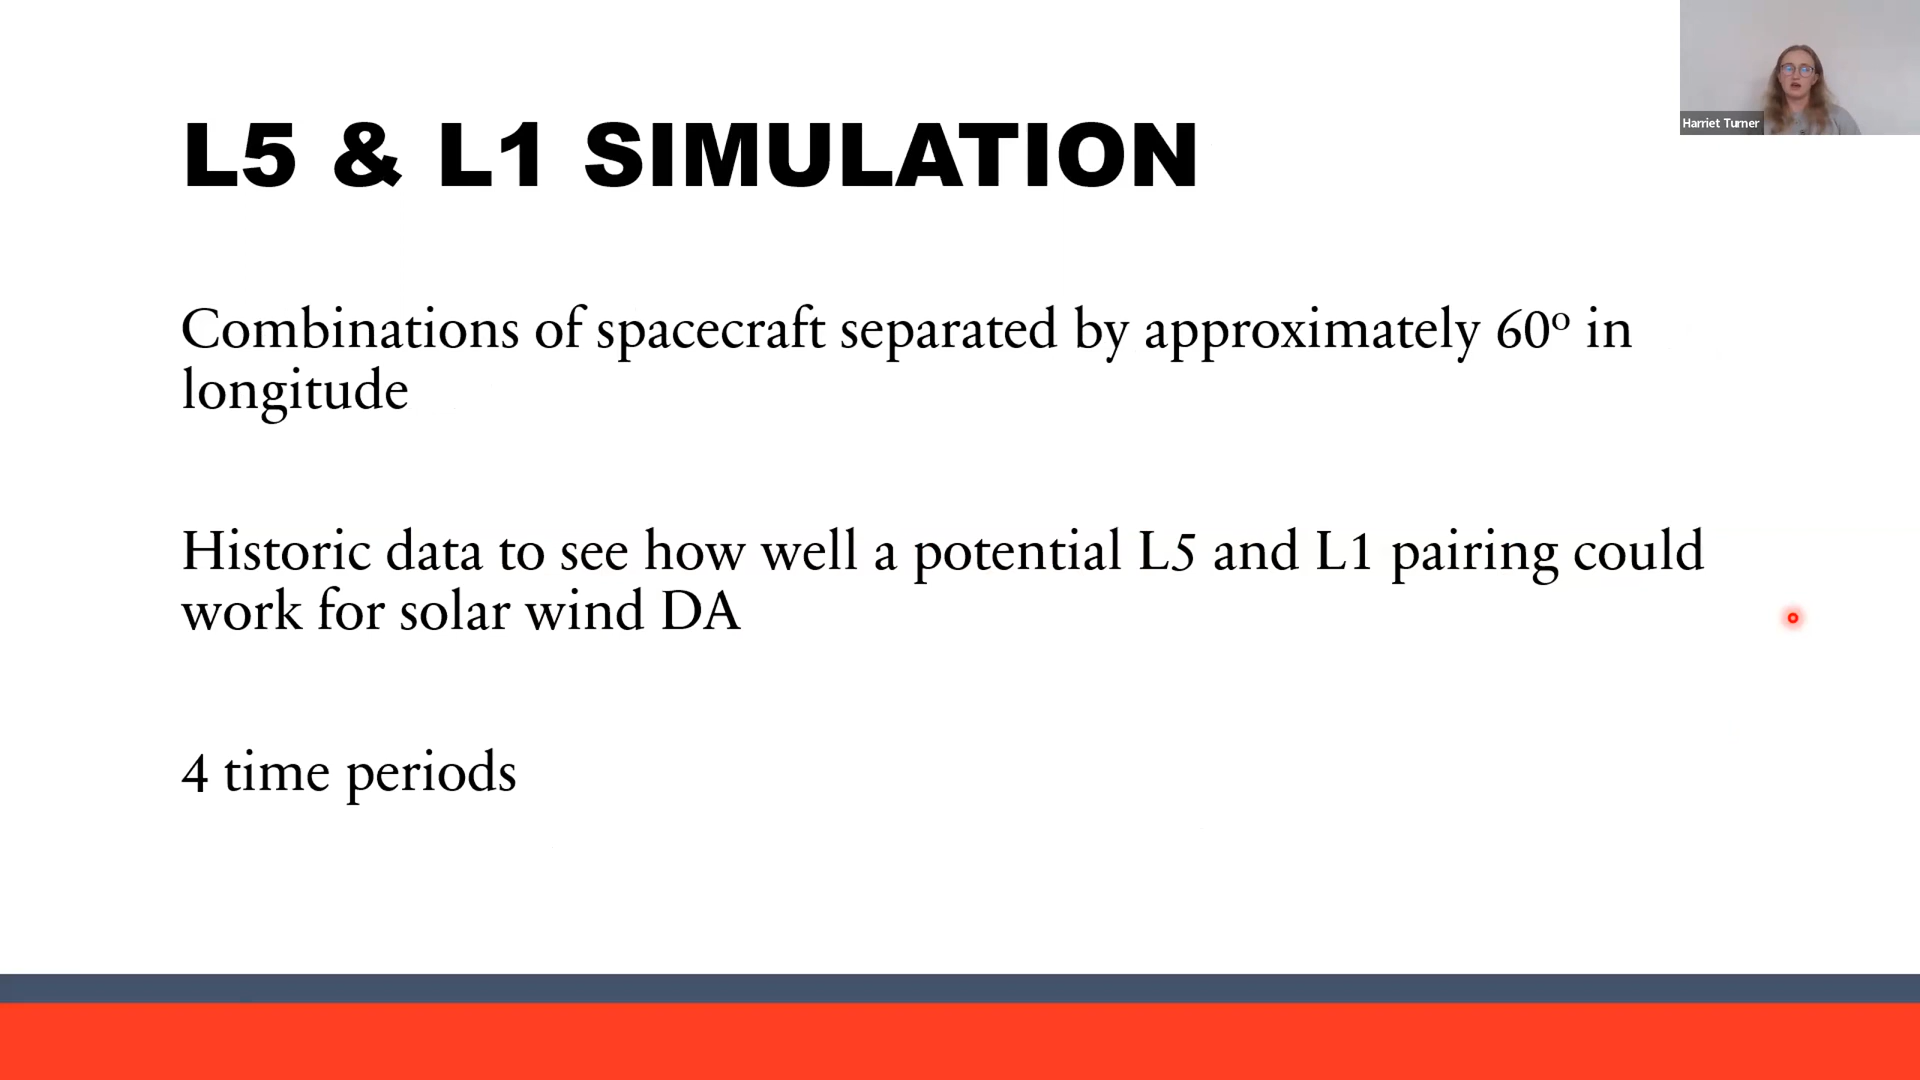 L5 & L1 SIMULATION
Harriet Turner
Combinations of spacecraft separated by approximately 60º in
longitude
Historic data to see how well a potential L5 and L1 pairing could
work for solar wind DA
4 time periods